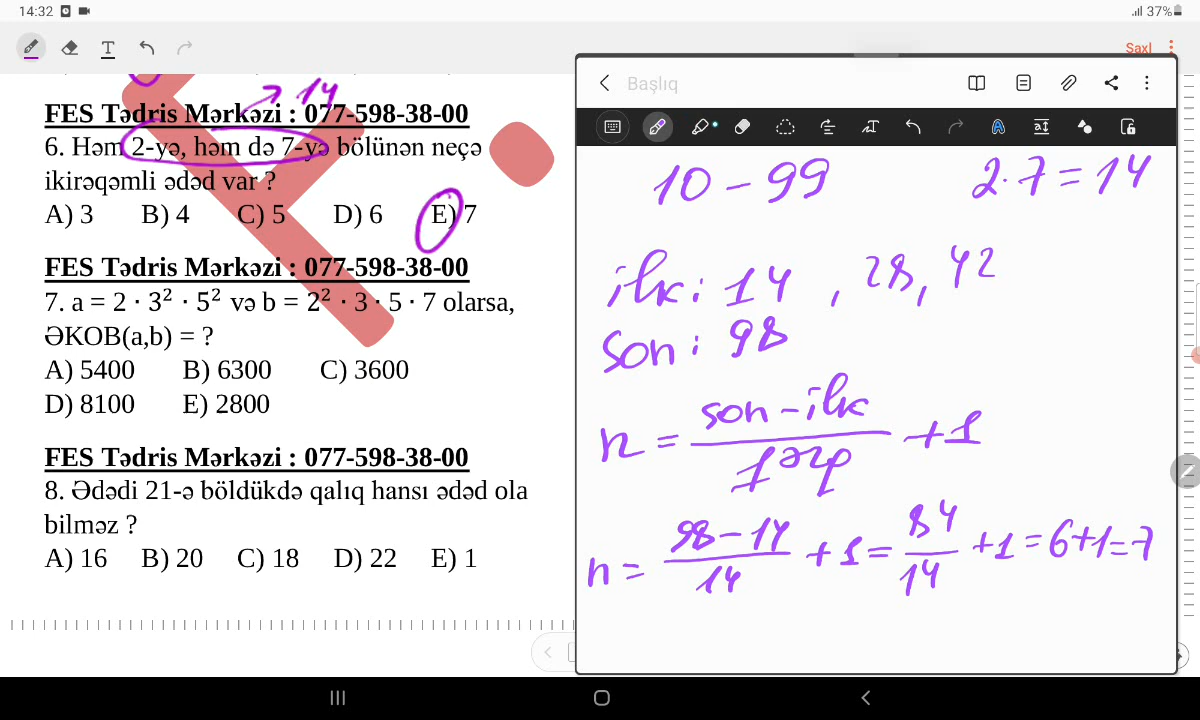 14:32
37%
Saxl
→ 14
FES Tədris Mərkəzi : 077-598-38-00
6. Həm 2-yə, həm də 7-yə bölünən neçə
ikirəqəmli ədəd var ?
A) 3 B) 4 C) 5 D) 6 E) 7
FES Tədris Mərkəzi : 077-598-38-00
7. a = 2 · 3² · 5² və b = 2² · 3 · 5 · 7 olarsa,
ƏKOB(a,b) = ?
A) 5400 B) 6300 C) 3600
D) 8100 E) 2800
FES Tədris Mərkəzi : 077-598-38-00
8. Ədədi 21-ə böldükdə qalıq hansı ədəd ola
bilməz ?
A) 16 B) 20 C) 18 D) 22 E) 1
Başlıq
10 - 99 2·7=14
ilk: 14 , 28, 42
son: 98
n = (son - ilk)/fərq + 1
n = (98-14)/14 + 1 = 84/14 + 1 = 6+1=7